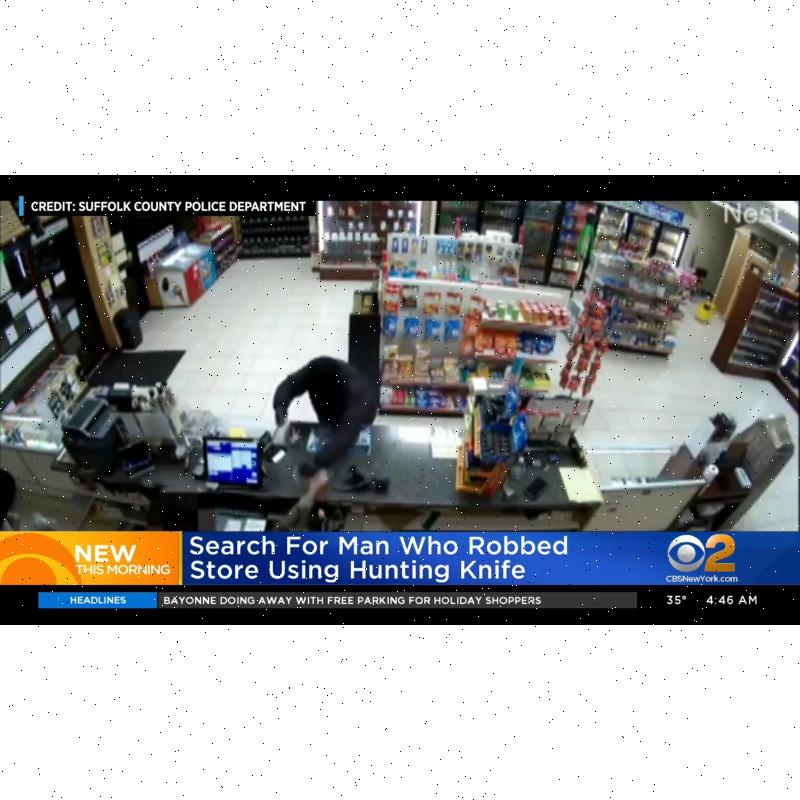 CREDIT: SUFFOLK COUNTY POLICE DEPARTMENT
Nest
NEW
THIS MORNING
Search For Man Who Robbed
Store Using Hunting Knife
2
CBSNewYork.com
HEADLINES
BAYONNE DOING AWAY WITH FREE PARKING FOR HOLIDAY SHOPPERS
35°
4:46 AM